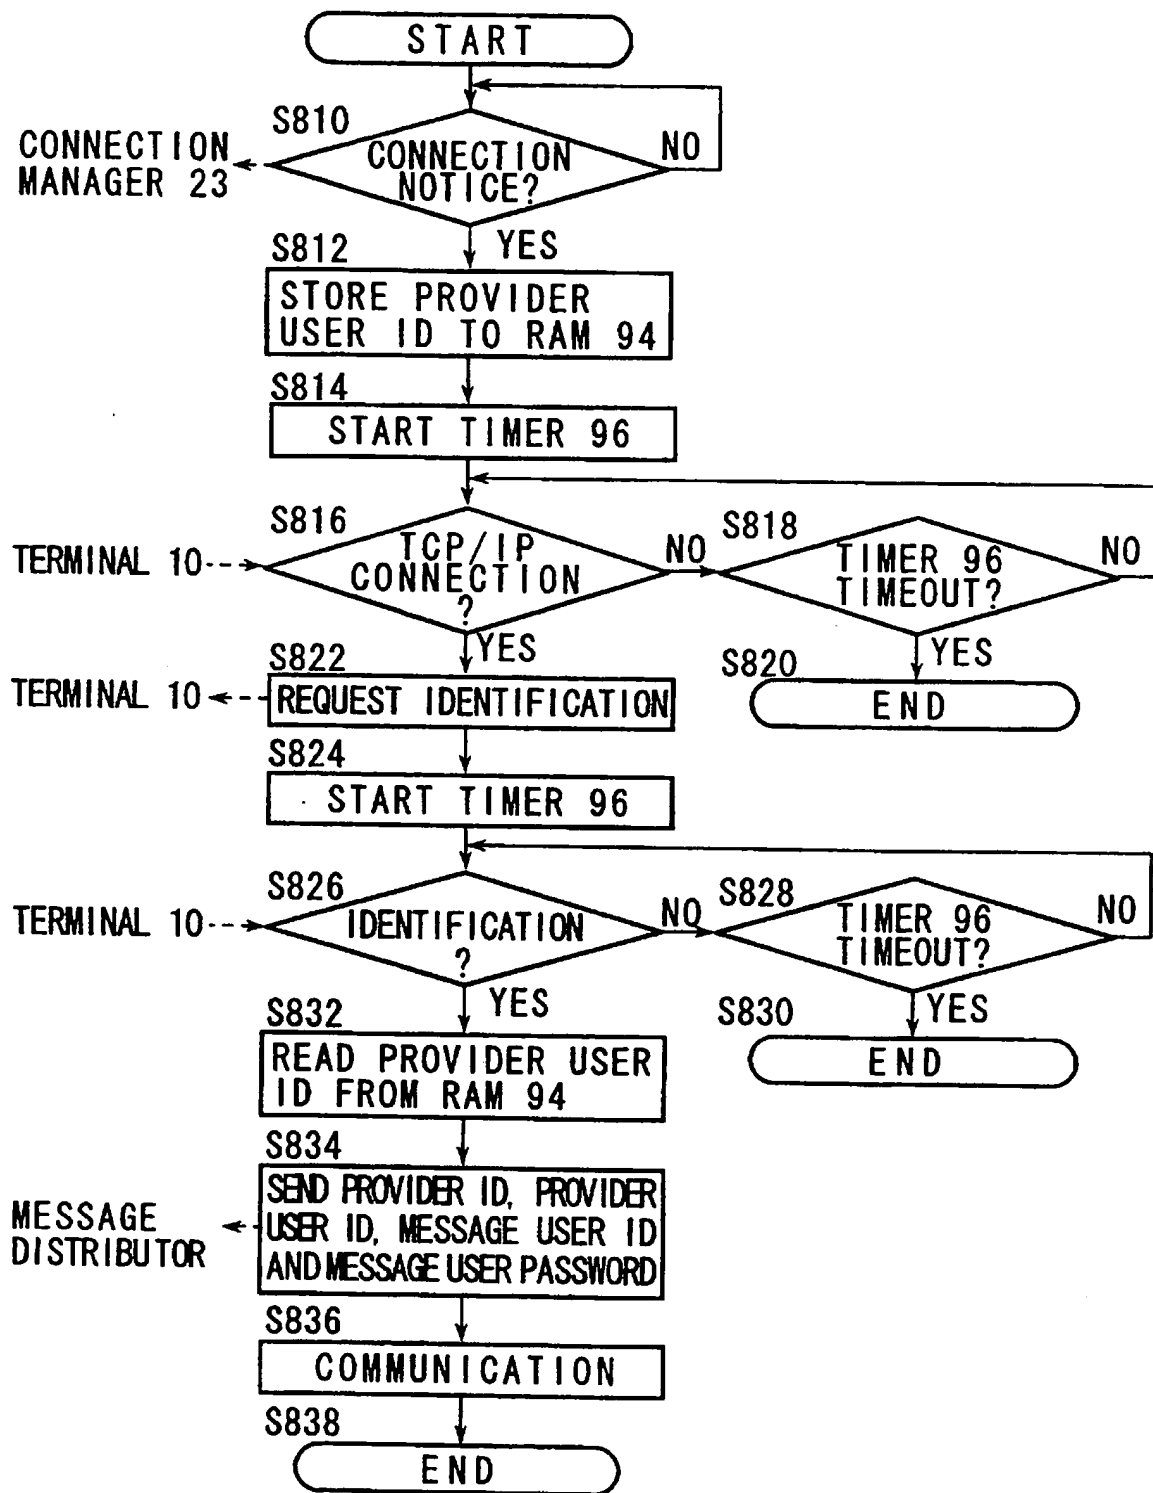 START
S810
CONNECTION
MANAGER 23
CONNECTION
NOTICE?
NO
YES
S812
STORE PROVIDER
USER ID TO RAM 94
S814
START TIMER 96
S816
TERMINAL 10
TCP/IP
CONNECTION
?
NO
S818
TIMER 96
TIMEOUT?
NO
YES
YES
S820
END
S822
TERMINAL 10
REQUEST IDENTIFICATION
S824
START TIMER 96
S826
TERMINAL 10
IDENTIFICATION
?
NO
S828
TIMER 96
TIMEOUT?
NO
YES
YES
S830
END
S832
READ PROVIDER USER
ID FROM RAM 94
S834
MESSAGE
DISTRIBUTOR
SEND PROVIDER ID, PROVIDER
USER ID, MESSAGE USER ID
AND MESSAGE USER PASSWORD
S836
COMMUNICATION
S838
END